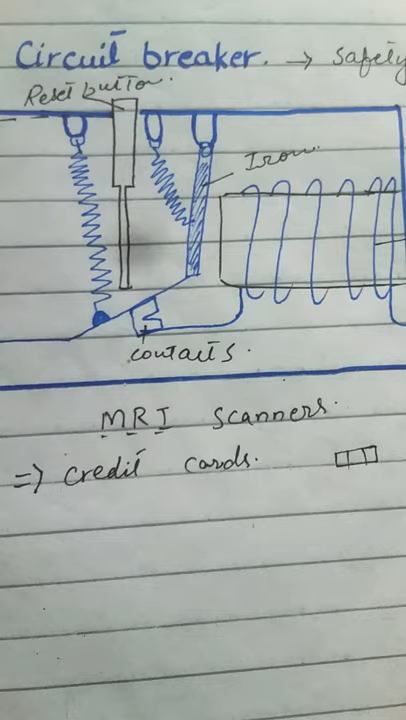 Circuit breaker. → safety
Reset button.
Iron.
contacts.
MRI scanners.
=> credit cards.